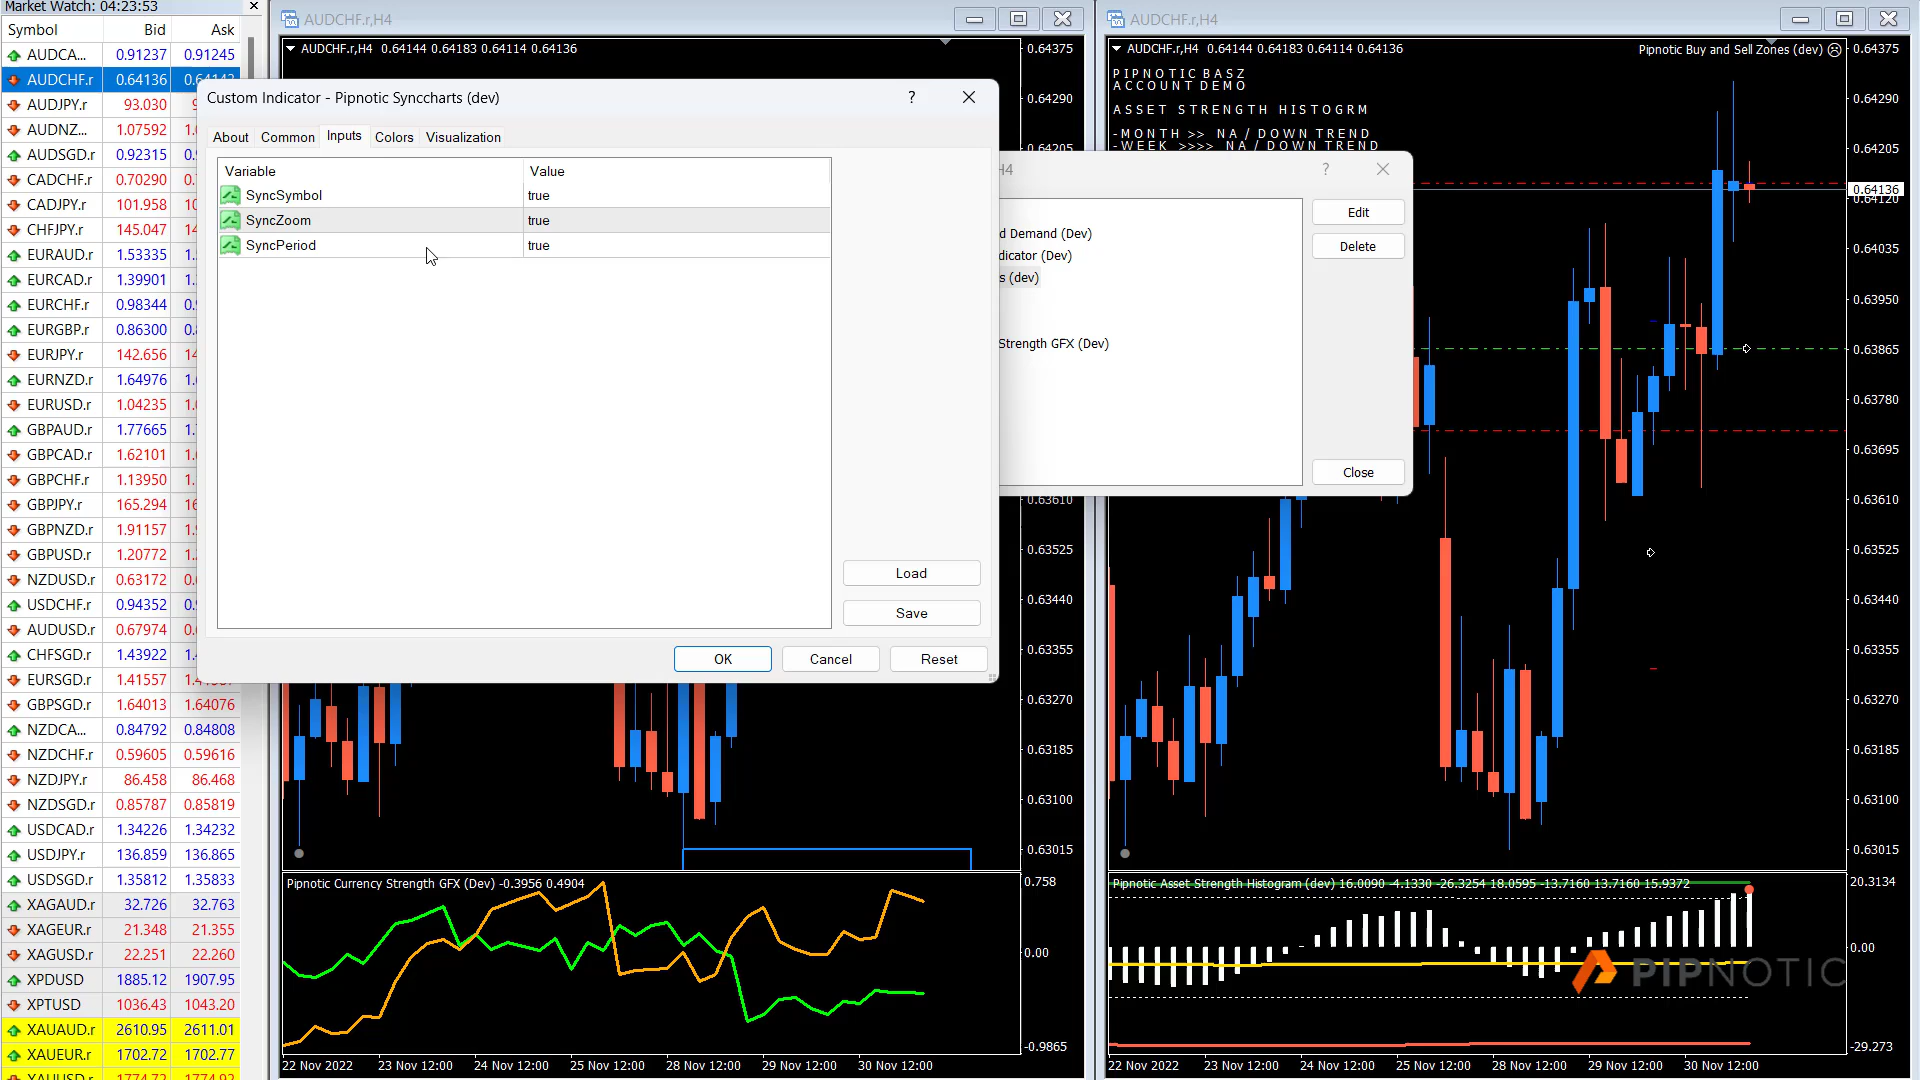 Market Watch: 04:23:53
Symbol Bid Ask
AUDCA... 0.91237 0.91245
AUDCHF.r 0.64136
AUDJPY.r 93.030
AUDNZ... 1.07592
AUDSGD.r 0.92315
CADCHF.r 0.70290
CADJPY.r 101.958
CHFJPY.r 145.047
EURAUD.r 1.53335
EURCAD.r 1.39901
EURCHF.r 0.98344
EURGBP.r 0.86300
EURJPY.r 142.656
EURNZD.r 1.64976
EURUSD.r 1.04235
GBPAUD.r 1.77665
GBPCAD.r 1.62101
GBPCHF.r 1.13950
GBPJPY.r 165.294
GBPNZD.r 1.91157
GBPUSD.r 1.20772
NZDUSD.r 0.63172
USDCHF.r 0.94352
AUDUSD.r 0.67974
CHFSGD.r 1.43922
EURSGD.r 1.41557
GBPSGD.r 1.64013 1.64076
NZDCA... 0.84792 0.84808
NZDCHF.r 0.59605 0.59616
NZDJPY.r 86.458 86.468
NZDSGD.r 0.85787 0.85819
USDCAD.r 1.34226 1.34232
USDJPY.r 136.859 136.865
USDSGD.r 1.35812 1.35833
XAGAUD.r 32.726 32.763
XAGEUR.r 21.348 21.355
XAGUSD.r 22.251 22.260
XPDUSD 1885.12 1907.95
XPTUSD 1036.43 1043.20
XAUAUD.r 2610.95 2611.01
XAUEUR.r 1702.72 1702.77
XAUUSD.r 1774.72 1774.92
AUDCHF.r,H4
AUDCHF.r,H4 0.64144 0.64183 0.64114 0.64136
Custom Indicator - Pipnotic Synccharts (dev)
About Common Inputs Colors Visualization
Variable Value
SyncSymbol true
SyncZoom true
SyncPeriod true
Load
Save
OK Cancel Reset
H4
d Demand (Dev)
dicator (Dev)
s (dev)
Strength GFX (Dev)
Edit
Delete
Close
0.64375
0.64290
0.64205
0.63610
0.63525
0.63440
0.63355
0.63270
0.63185
0.63100
0.63015
Pipnotic Currency Strength GFX (Dev) -0.3956 0.4904
0.758
0.00
-0.9865
22 Nov 2022 23 Nov 12:00 24 Nov 12:00 25 Nov 12:00 28 Nov 12:00 29 Nov 12:00 30 Nov 12:00
AUDCHF.r,H4
AUDCHF.r,H4 0.64144 0.64183 0.64114 0.64136
Pipnotic Buy and Sell Zones (dev)
PIPNOTIC BASZ
ACCOUNT DEMO
ASSET STRENGTH HISTOGRM
-MONTH >> NA / DOWN TREND
-WEEK >>>> NA / DOWN TREND
0.64375
0.64290
0.64205
0.64136
0.64120
0.64035
0.63950
0.63865
0.63780
0.63695
0.63610
0.63525
0.63440
0.63355
0.63270
0.63185
0.63100
0.63015
Pipnotic Asset Strength Histogram (dev) 16.0090 -4.1330 -26.3254 18.0595 -13.7160 13.7160 15.9372
20.3134
0.00
-29.273
PIPNOTIC
22 Nov 2022 23 Nov 12:00 24 Nov 12:00 25 Nov 12:00 28 Nov 12:00 29 Nov 12:00 30 Nov 12:00